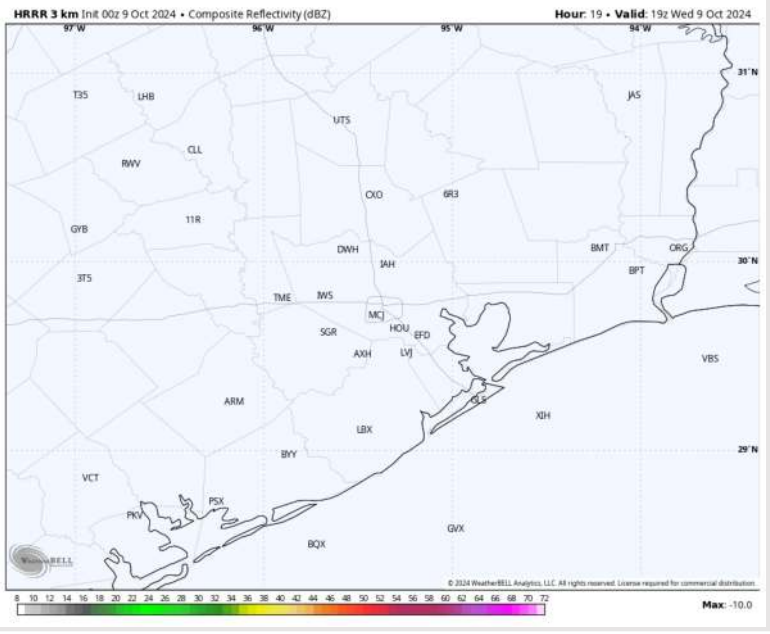 HRRR 3 km Init 00z 9 Oct 2024 • Composite Reflectivity (dBZ) Hour: 19 • Valid: 19z Wed 9 Oct 2024
97°W 96°W 95°W 94°W
31°N
T35 LHB JAS
UTS
CLL
RWV
CXO 6R3
11R
GYB
DWH BMT ORG
IAH 30°N
3T5 BPT
TME IWS
MCJ
SGR HOU EFD
AXH LVJ
VBS
ARM GLS
XIH
LBX
BYY 29°N
VCT
PSX
PKV
GVX
BQX
WeatherBELL
© 2024 WeatherBELL Analytics, LLC. All rights reserved. License required for commercial distribution.
8 10 12 14 16 18 20 22 24 26 28 30 32 34 36 38 40 42 44 46 48 50 52 54 56 58 60 62 64 66 68 70 72
Max: -10.0